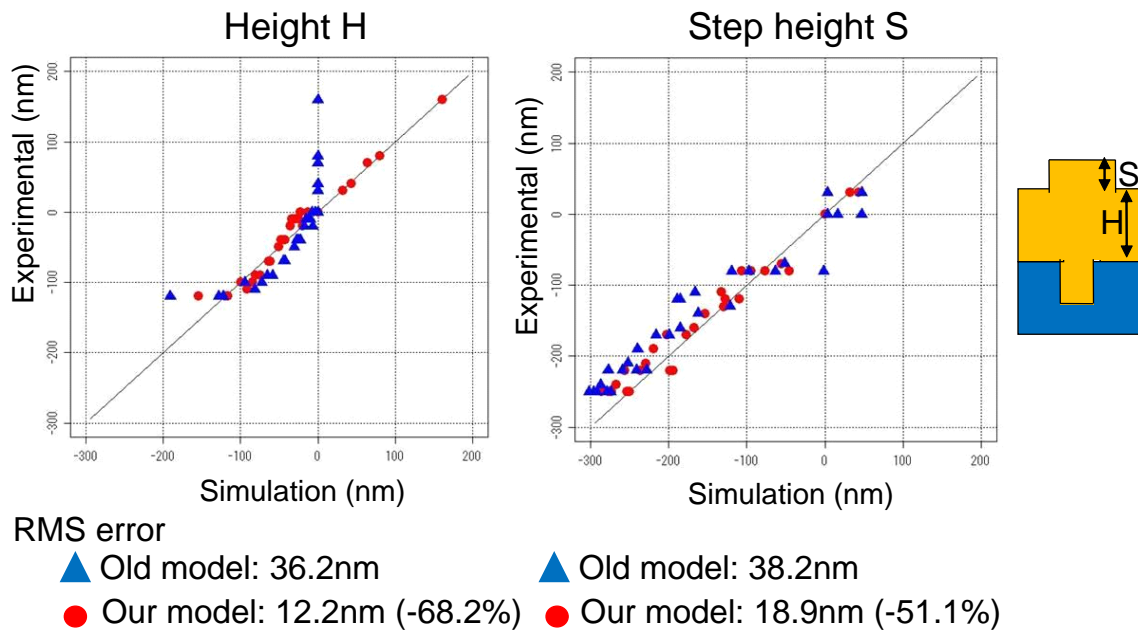 Height H
Step height S
Experimental (nm)
200
100
0
-100
-200
-300
-300
-200
-100
0
100
200
Simulation (nm)
Experimental (nm)
200
100
0
-100
-200
-300
-300
-200
-100
0
100
200
Simulation (nm)
S
H
RMS error
Old model: 36.2nm
Old model: 38.2nm
Our model: 12.2nm (-68.2%)
Our model: 18.9nm (-51.1%)